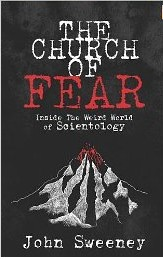 THE
CHURCH
OF
FEAR
Inside The Weird World
of Scientology
John Sweeney